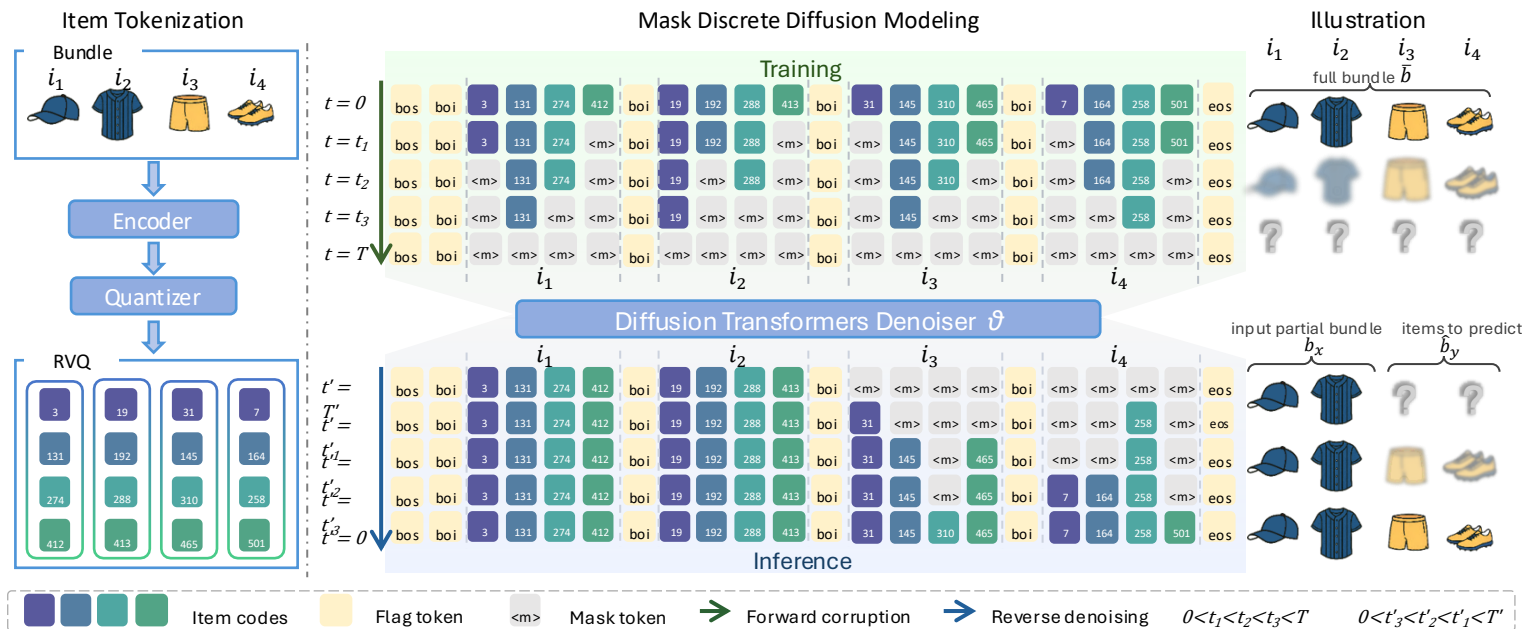 Item Tokenization
Mask Discrete Diffusion Modeling
Illustration
Bundle
i₁ i₂ i₃ i₄
Encoder
Quantizer
RVQ
3 19 31 7
131 192 145 164
274 288 310 258
412 413 465 501
Training
t = 0 bos boi 3 131 274 412 boi 19 192 288 413 boi 31 145 310 465 boi 7 164 258 501 eos
t = t₁ bos boi 3 131 274 <m> boi 19 192 288 <m> boi <m> 145 310 465 boi <m> 164 258 501 eos
t = t₂ bos boi <m> 131 274 <m> boi 19 <m> 288 <m> boi <m> 145 310 <m> boi <m> 164 258 <m> eos
t = t₃ bos boi <m> 131 <m> <m> boi 19 <m> <m> <m> boi <m> 145 <m> <m> boi <m> <m> 258 <m> eos
t = T bos boi <m> <m> <m> <m> boi <m> <m> <m> <m> boi <m> <m> <m> <m> boi <m> <m> <m> <m> eos
i₁ i₂ i₃ i₄
Diffusion Transformers Denoiser ϑ
i₁ i₂ i₃ i₄
t' = bos boi 3 131 274 412 boi 19 192 288 413 boi <m> <m> <m> <m> boi <m> <m> <m> <m> eos
T'
t' = bos boi 3 131 274 412 boi 19 192 288 413 boi 31 <m> <m> <m> boi <m> <m> 258 <m> eos
t'₁
t' = bos boi 3 131 274 412 boi 19 192 288 413 boi 31 145 <m> 465 boi <m> <m> 258 <m> eos
t'₂
t' = bos boi 3 131 274 412 boi 19 192 288 413 boi 31 145 <m> 465 boi 7 164 258 <m> eos
t'₃
t' = 0 bos boi 3 131 274 412 boi 19 192 288 413 boi 31 145 310 465 boi 7 164 258 501 eos
Inference
i₁ i₂ i₃ i₄
full bundle b̄
? ? ? ?
input partial bundle items to predict
bₓ b̂ᵧ
? ?
Item codes Flag token <m> Mask token Forward corruption Reverse denoising 0<t₁<t₂<t₃<T 0<t'₃<t'₂<t'₁<T'